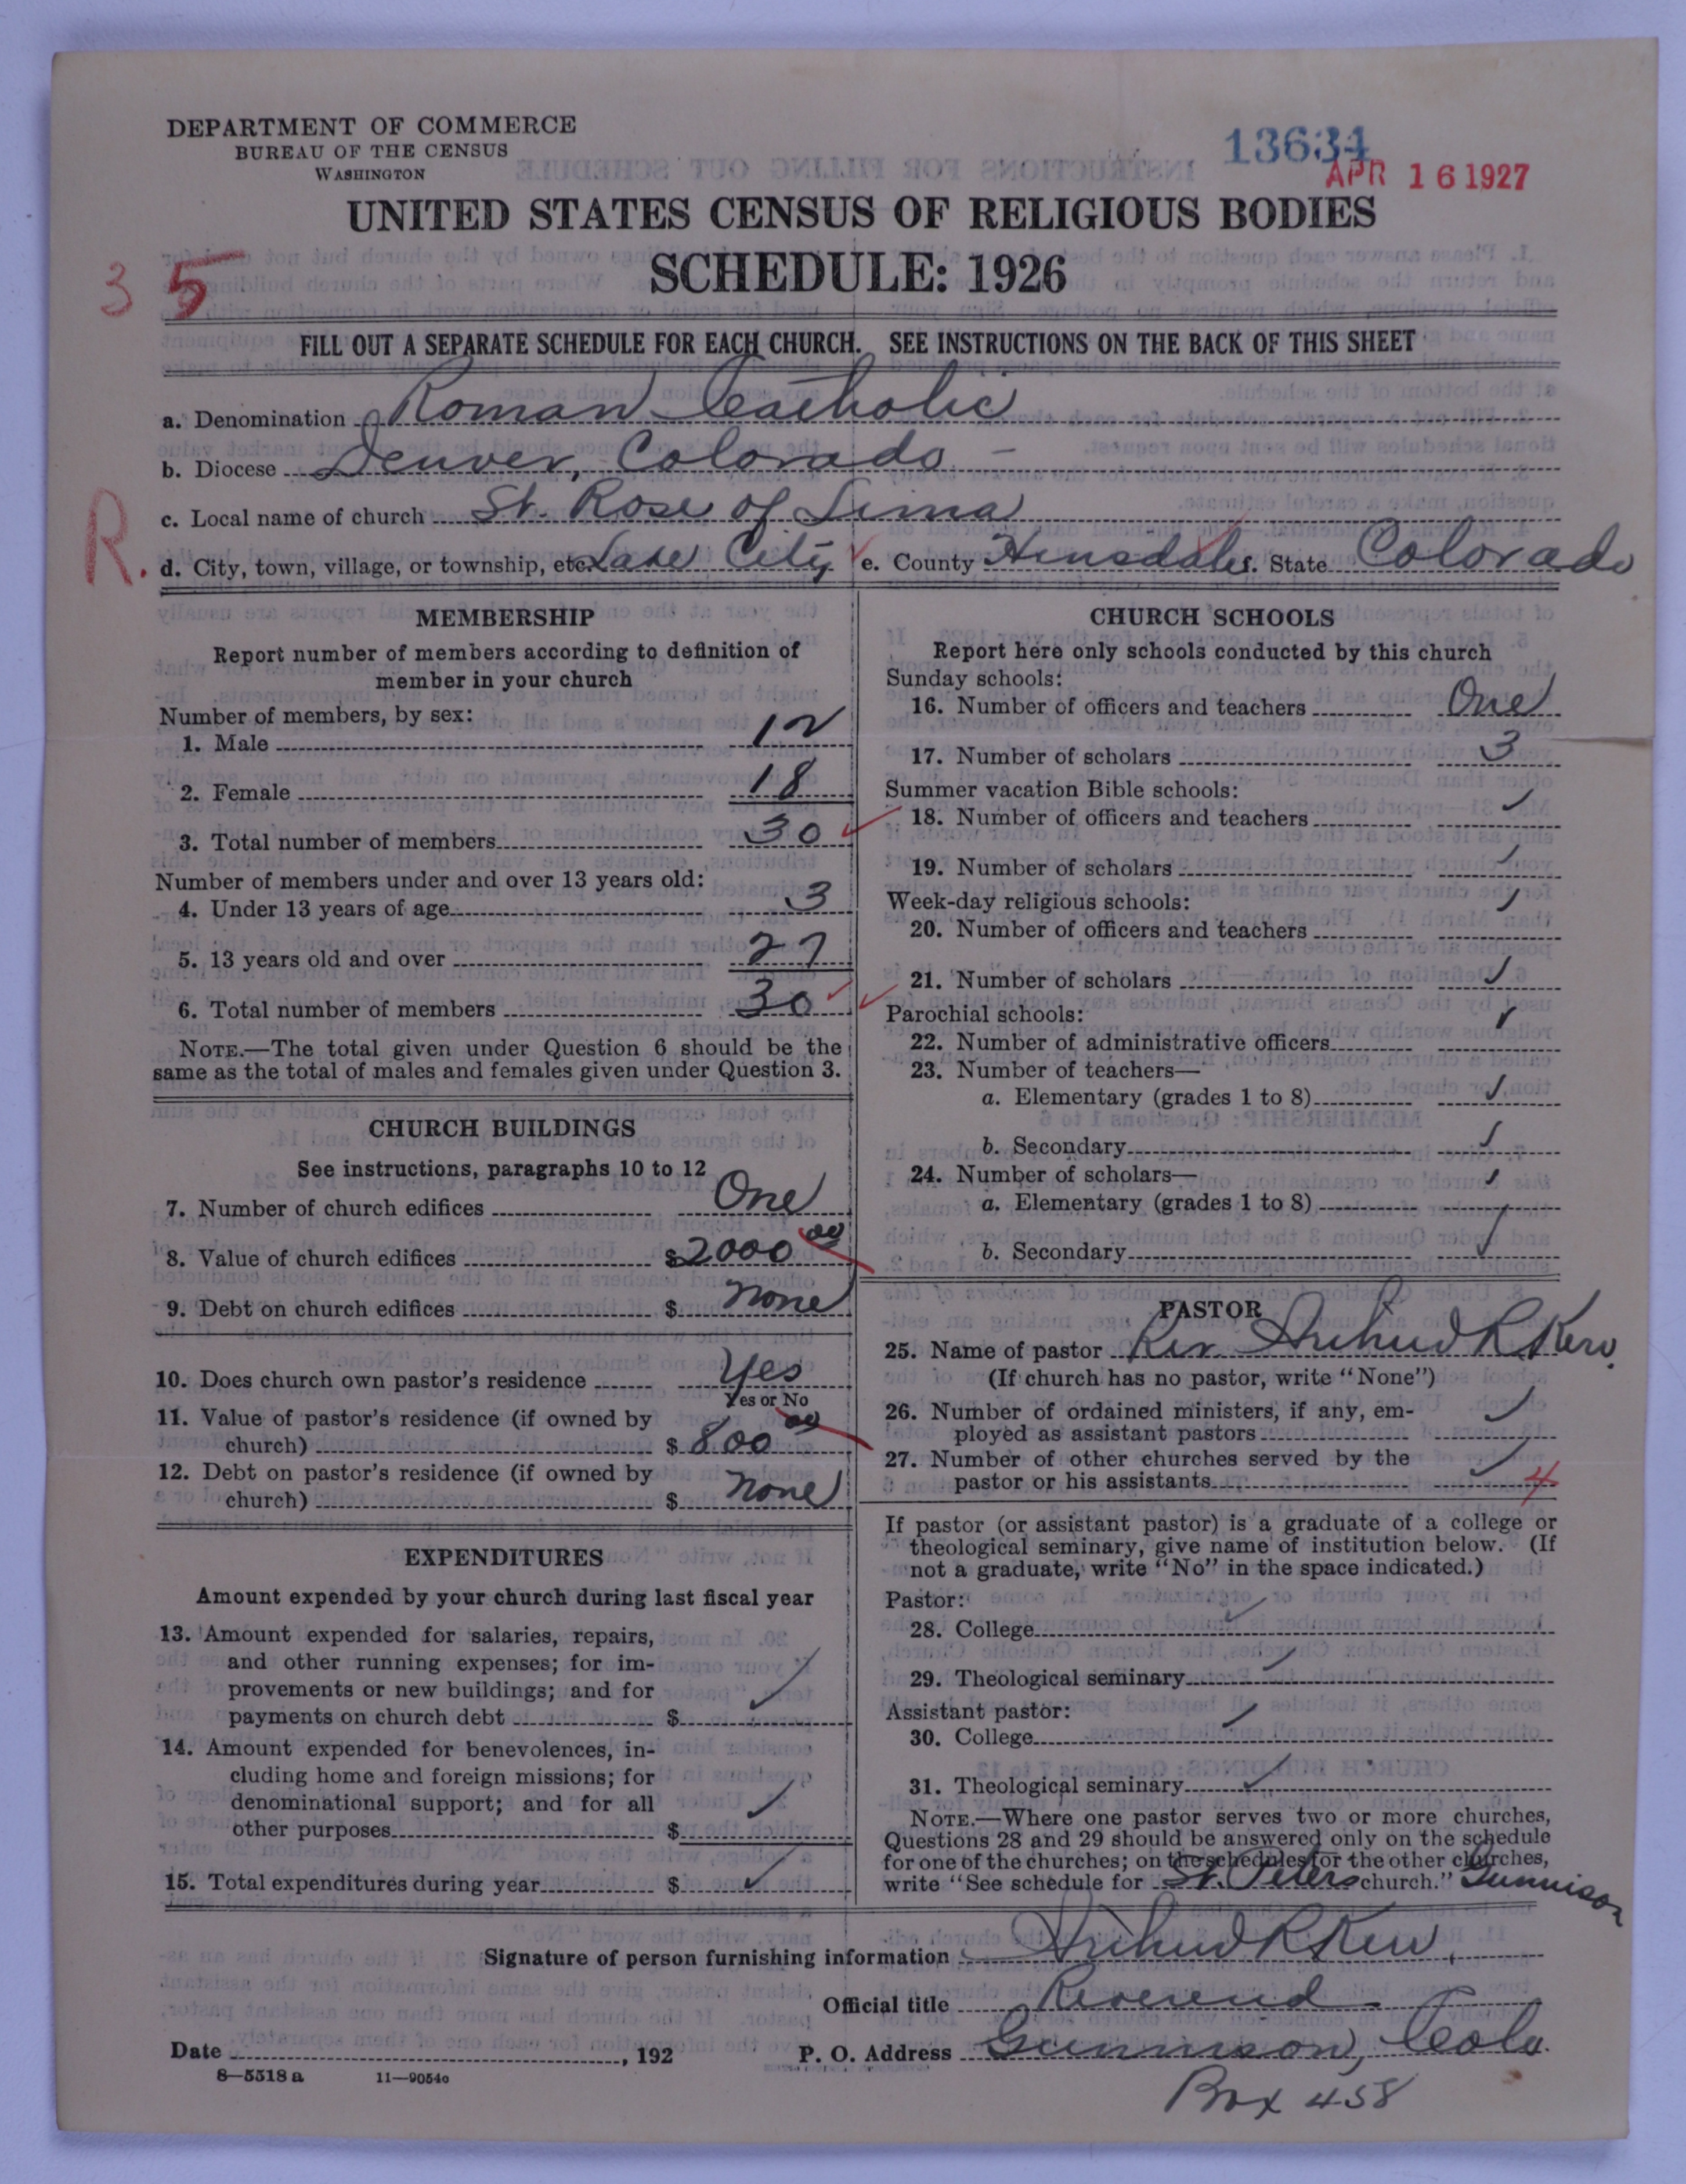 DEPARTMENT OF COMMERCE
BUREAU OF THE CENSUS
WASHINGTON
13634
APR 16 1927
UNITED STATES CENSUS OF RELIGIOUS BODIES
SCHEDULE: 1926
3 5
FILL OUT A SEPARATE SCHEDULE FOR EACH CHURCH. SEE INSTRUCTIONS ON THE BACK OF THIS SHEET
a. Denomination Roman Catholic
b. Diocese Denver, Colorado -
c. Local name of church St. Rose of Lima
R.
d. City, town, village, or township, etc. Lake City e. County Hinsdale f. State Colorado
MEMBERSHIP
Report number of members according to definition of
member in your church
Number of members, by sex:
1. Male 12
2. Female 18
3. Total number of members 30
Number of members under and over 13 years old:
4. Under 13 years of age 3
5. 13 years old and over 27
6. Total number of members 30
NOTE.—The total given under Question 6 should be the
same as the total of males and females given under Question 3.
CHURCH BUILDINGS
See instructions, paragraphs 10 to 12
7. Number of church edifices One
8. Value of church edifices $2000 00
9. Debt on church edifices $ none
10. Does church own pastor's residence Yes
Yes or No
11. Value of pastor's residence (if owned by
church) $ 800 00
12. Debt on pastor's residence (if owned by
church) $ none
EXPENDITURES
Amount expended by your church during last fiscal year
13. Amount expended for salaries, repairs,
and other running expenses; for im-
provements or new buildings; and for
payments on church debt $ ✓
14. Amount expended for benevolences, in-
cluding home and foreign missions; for
denominational support; and for all
other purposes $ ✓
15. Total expenditures during year $ ✓
CHURCH SCHOOLS
Report here only schools conducted by this church
Sunday schools:
16. Number of officers and teachers One
17. Number of scholars 3
Summer vacation Bible schools:
18. Number of officers and teachers ✓
19. Number of scholars ✓
Week-day religious schools:
20. Number of officers and teachers ✓
21. Number of scholars ✓
Parochial schools:
22. Number of administrative officers ✓
23. Number of teachers—
a. Elementary (grades 1 to 8) ✓
b. Secondary ✓
24. Number of scholars—
a. Elementary (grades 1 to 8) ✓
b. Secondary ✓
PASTOR
25. Name of pastor Rev. Arthur R Kerr.
(If church has no pastor, write "None")
26. Number of ordained ministers, if any, em-
ployed as assistant pastors ✓
27. Number of other churches served by the
pastor or his assistants ✓ 4
If pastor (or assistant pastor) is a graduate of a college or
theological seminary, give name of institution below. (If
not a graduate, write "No" in the space indicated.)
Pastor:
28. College ✓
29. Theological seminary ✓
Assistant pastor:
30. College ✓
31. Theological seminary ✓
NOTE.—Where one pastor serves two or more churches,
Questions 28 and 29 should be answered only on the schedule
for one of the churches; on the schedules for the other churches,
write "See schedule for St. Peters church." Gunnison
Signature of person furnishing information Arthur R Kerr,
Official title Reverend
Date , 192 P. O. Address Gunnison, Colo.
8—5518 a 11—9054o
Box 458